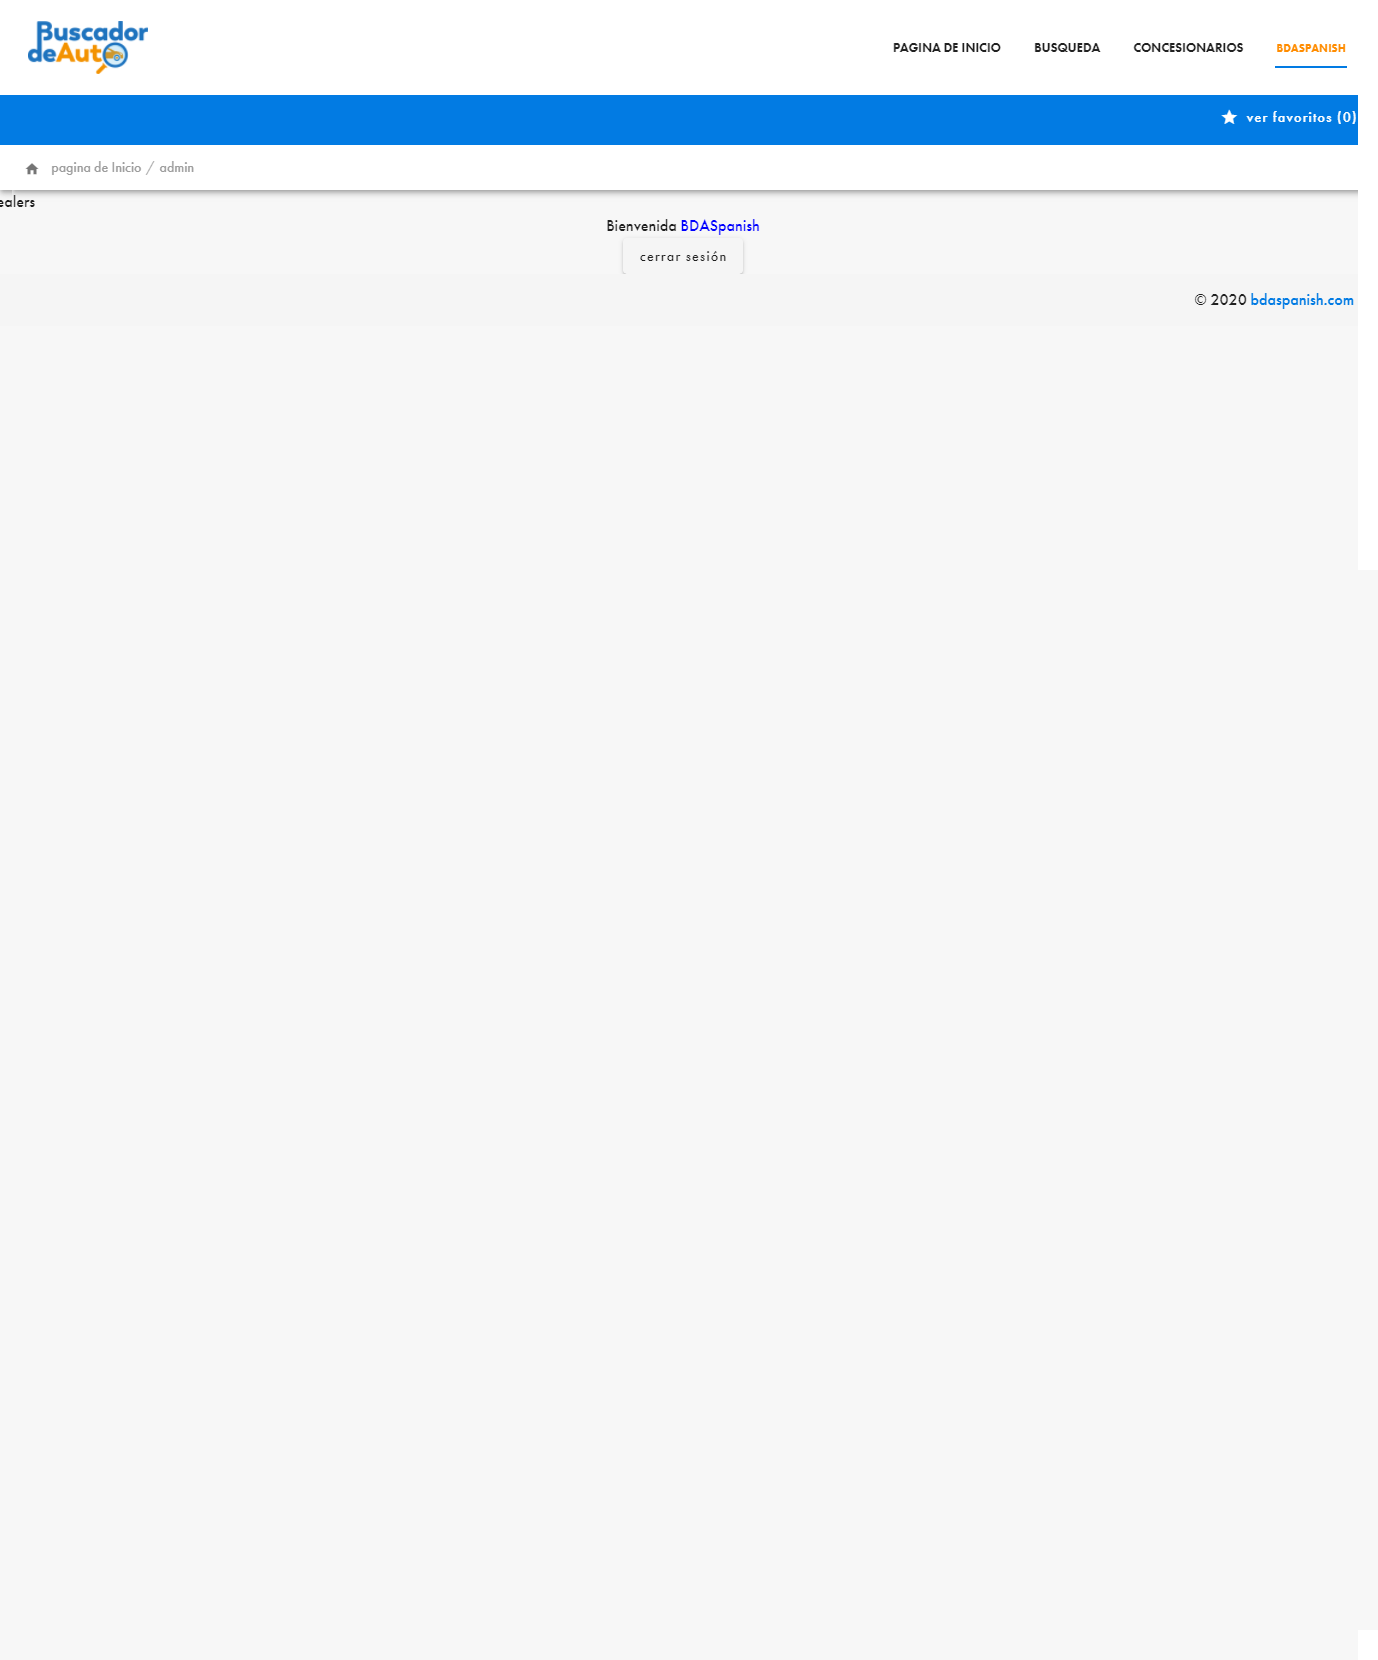 Buscador
deAuto
PAGINA DE INICIO BUSQUEDA CONCESIONARIOS BDASPANISH
ver favoritos (0)
pagina de Inicio / admin
ealers
Bienvenida BDASpanish
cerrar sesión
© 2020 bdaspanish.com